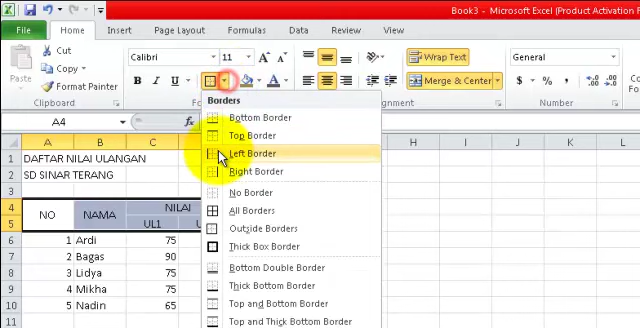 Book3 - Microsoft Excel (Product Activation F
File Home Insert Page Layout Formulas Data Review View
Cut
Copy
Paste Format Painter
Clipboard
Calibri 11 A A
B I U A
Wrap Text
Merge & Center
Alignment
General
$ % ,
Number
A4 fx
Borders
Bottom Border
Top Border
Left Border
Right Border
No Border
All Borders
Outside Borders
Thick Box Border
Bottom Double Border
Thick Bottom Border
Top and Bottom Border
Top and Thick Bottom Border
A B C H I J K L
1 DAFTAR NILAI ULANGAN
2 SD SINAR TERANG
3
4 NO NAMA NILAI
5 UL1
6 1 Ardi 75
7 2 Bagas 90
8 3 Lidya 75
9 4 Mikha 75
10 5 Nadin 65